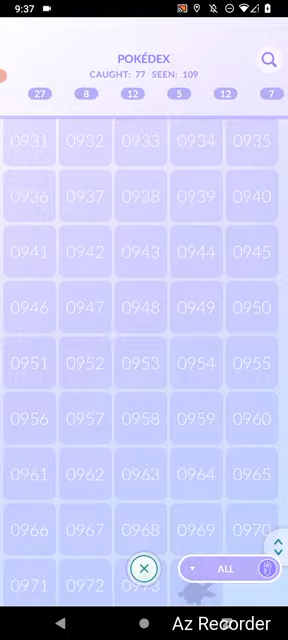 9:37
POKÉDEX
CAUGHT: 77 SEEN: 109
27 8 12 5 12 7
0931 0932 0933 0934 0935
0936 0937 0938 0939 0940
0941 0942 0943 0944 0945
0946 0947 0948 0949 0950
0951 0952 0953 0954 0955
0956 0957 0958 0959 0960
0961 0962 0963 0964 0965
0966 0967 0968 0969 0970
ALL
0971 0972 0973
Az Recorder